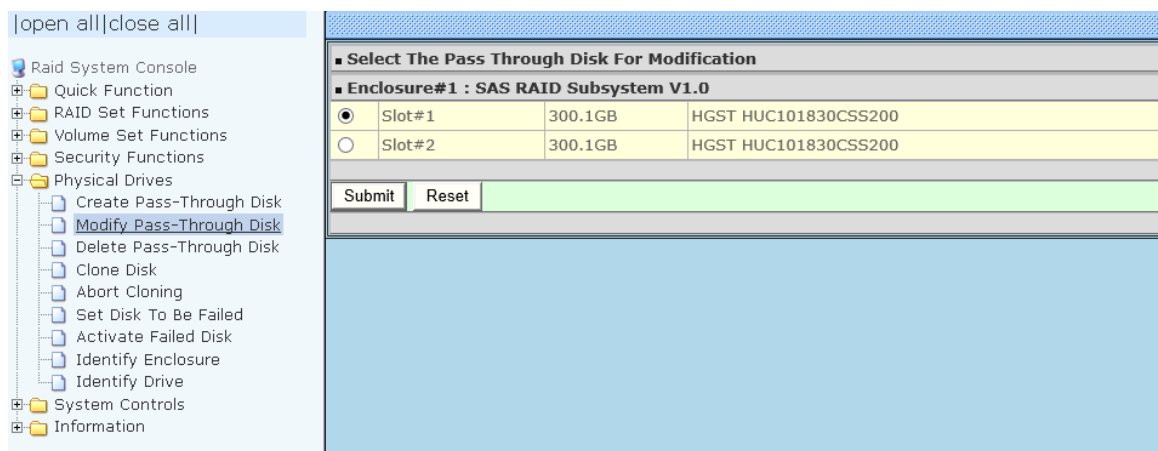 |open all|close all|
Raid System Console
Quick Function
RAID Set Functions
Volume Set Functions
Security Functions
Physical Drives
Create Pass-Through Disk
Modify Pass-Through Disk
Delete Pass-Through Disk
Clone Disk
Abort Cloning
Set Disk To Be Failed
Activate Failed Disk
Identify Enclosure
Identify Drive
System Controls
Information
Select The Pass Through Disk For Modification
Enclosure#1 : SAS RAID Subsystem V1.0
Slot#1 300.1GB HGST HUC101830CSS200
Slot#2 300.1GB HGST HUC101830CSS200
Submit Reset